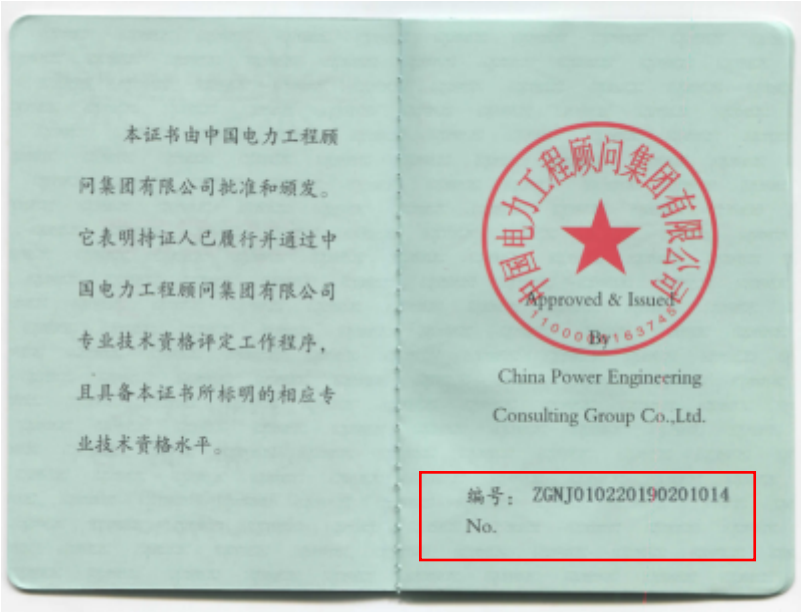 本证书由中国电力工程顾
问集团有限公司批准和颁发。
它表明持证人已履行并通过中
国电力工程顾问集团有限公司
专业技术资格评定工作程序，
且具备本证书所标明的相应专
业技术资格水平。
中国电力工程顾问集团有限公司
Approved & Issued
By
China Power Engineering
Consulting Group Co.,Ltd.
编号： ZGNJ010220190201014
No.